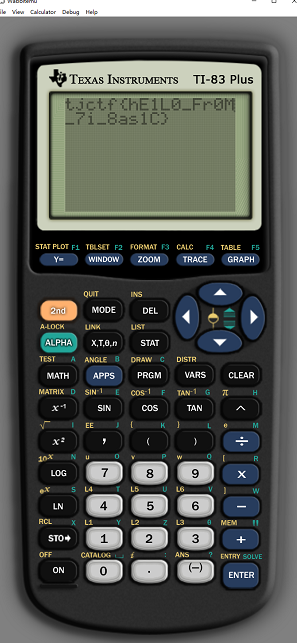 Wabbitemu
File View Calculator Debug Help
TEXAS INSTRUMENTS TI-83 Plus
tjctf{hE1L0_Fr0M
_7i_8as1C}
STAT PLOT F1 TBLSET F2 FORMAT F3 CALC F4 TABLE F5
Y= WINDOW ZOOM TRACE GRAPH
QUIT INS
2nd MODE DEL
A-LOCK LINK LIST
ALPHA X,T,θ,n STAT
TEST A ANGLE B DRAW C DISTR
MATH APPS PRGM VARS CLEAR
MATRIX D SIN⁻¹ E COS⁻¹ F TAN⁻¹ G π H
x⁻¹ SIN COS TAN ^
√ I EE J { K } L e M
x² , ( ) ÷
10ˣ N u O v P w Q [ R
LOG 7 8 9 x
eˣ S L4 T L5 U L6 V ] W
LN 4 5 6 −
RCL X L1 Y L2 Z L3 θ MEM "
STO➔ 1 2 3 +
OFF CATALOG i : ANS ? ENTRY SOLVE
ON 0 . (−) ENTER